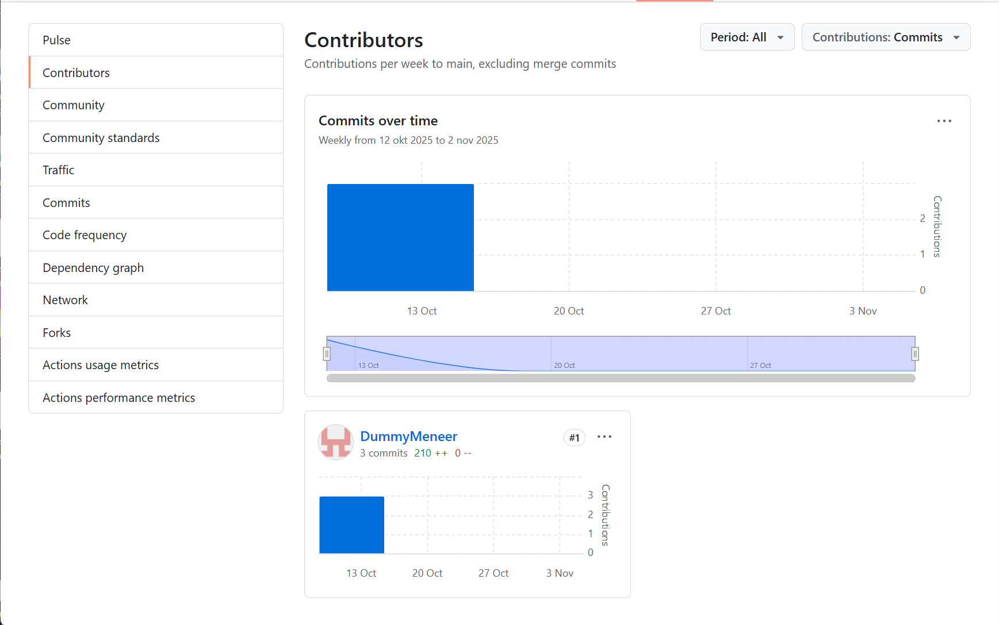 Pulse
Contributors
Community
Community standards
Traffic
Commits
Code frequency
Dependency graph
Network
Forks
Actions usage metrics
Actions performance metrics
Contributors
Contributions per week to main, excluding merge commits
Period: All
Contributions: Commits
Commits over time
Weekly from 12 okt 2025 to 2 nov 2025
2
1
0
Contributions
13 Oct 20 Oct 27 Oct 3 Nov
13 Oct 20 Oct 27 Oct
DummyMeneer
#1
3 commits 210 ++ 0 --
3
2
1
0
Contributions
13 Oct 20 Oct 27 Oct 3 Nov